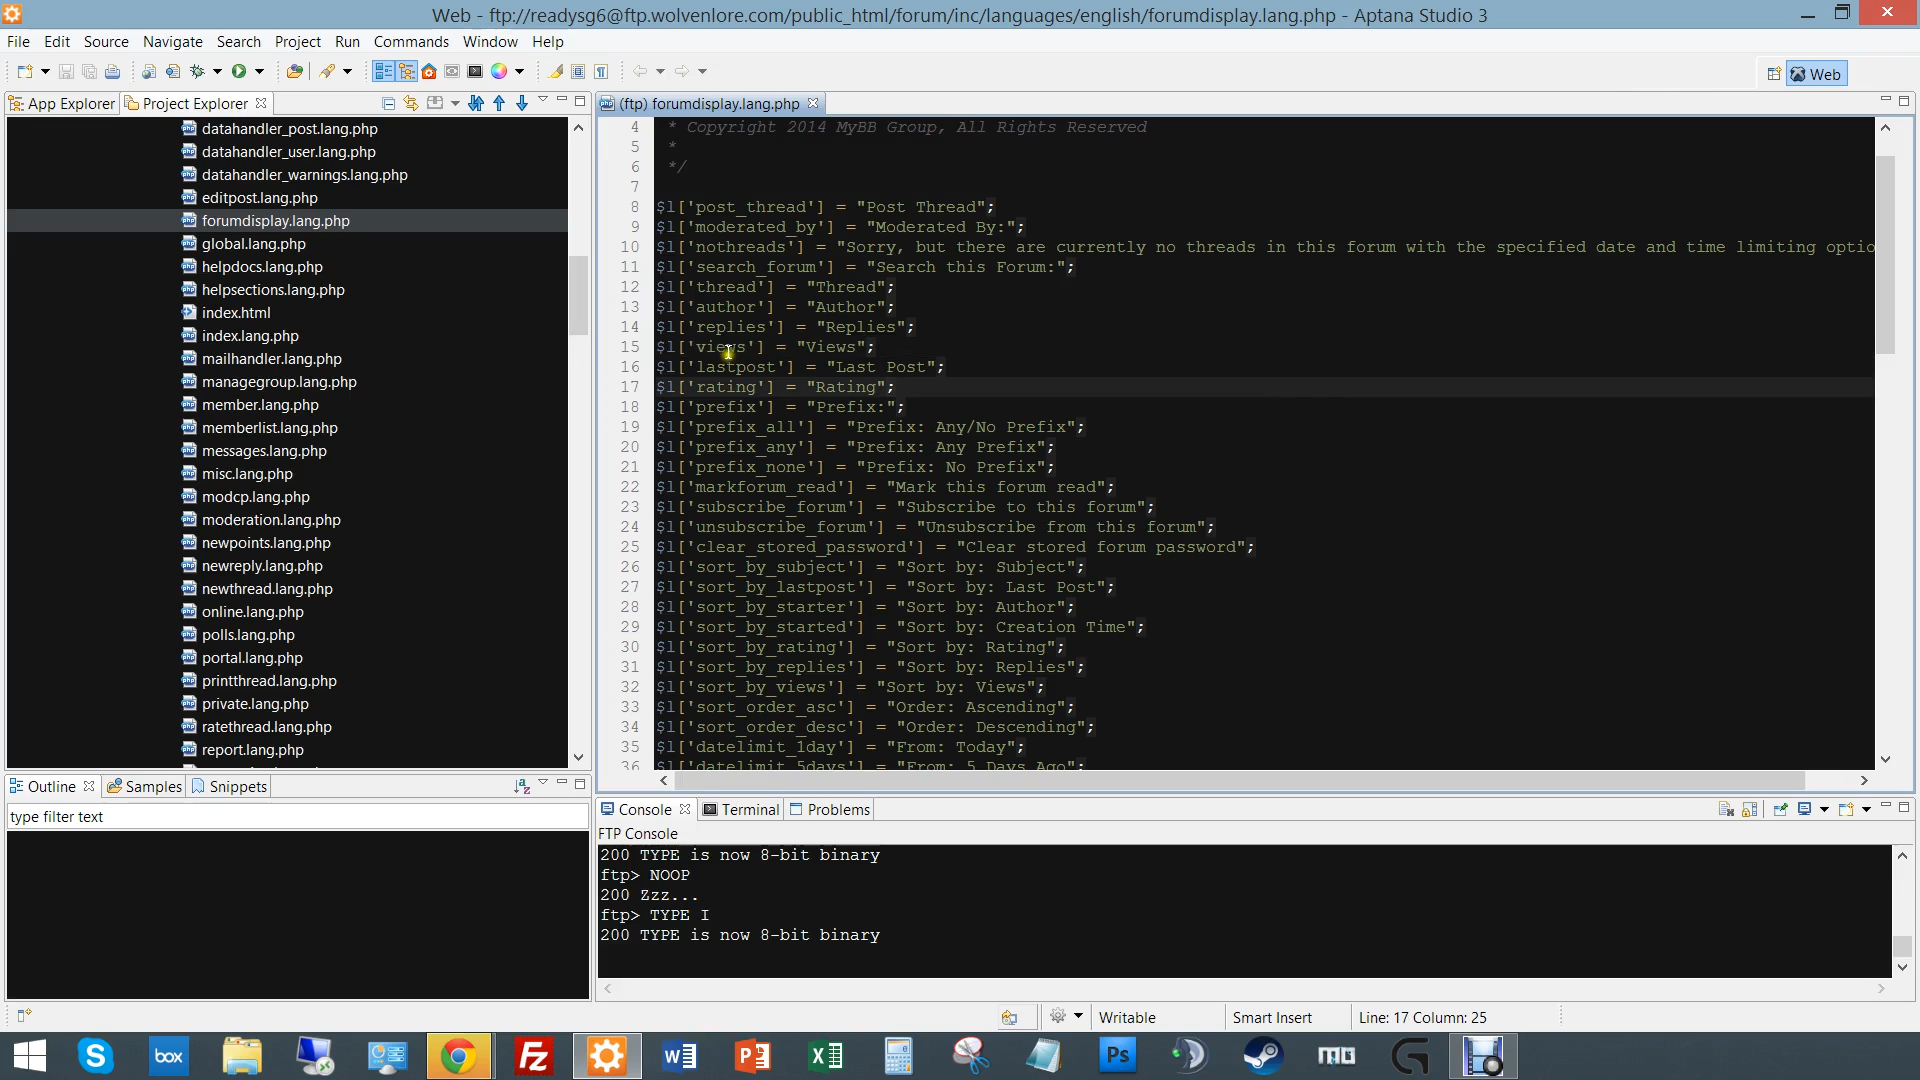 Web - ftp://readysg6@ftp.wolvenlore.com/public_html/forum/inc/languages/english/forumdisplay.lang.php - Aptana Studio 3
File Edit Source Navigate Search Project Run Commands Window Help
Web
App Explorer Project Explorer
datahandler_post.lang.php
datahandler_user.lang.php
datahandler_warnings.lang.php
editpost.lang.php
forumdisplay.lang.php
global.lang.php
helpdocs.lang.php
helpsections.lang.php
index.html
index.lang.php
mailhandler.lang.php
managegroup.lang.php
member.lang.php
memberlist.lang.php
messages.lang.php
misc.lang.php
modcp.lang.php
moderation.lang.php
newpoints.lang.php
newreply.lang.php
newthread.lang.php
online.lang.php
polls.lang.php
portal.lang.php
printthread.lang.php
private.lang.php
ratethread.lang.php
report.lang.php
Outline Samples Snippets
type filter text
(ftp) forumdisplay.lang.php
4 * Copyright 2014 MyBB Group, All Rights Reserved
5 *
6 */
7
8 $l['post_thread'] = "Post Thread";
9 $l['moderated_by'] = "Moderated By:";
10 $l['nothreads'] = "Sorry, but there are currently no threads in this forum with the specified date and time limiting optio
11 $l['search_forum'] = "Search this Forum:";
12 $l['thread'] = "Thread";
13 $l['author'] = "Author";
14 $l['replies'] = "Replies";
15 $l['views'] = "Views";
16 $l['lastpost'] = "Last Post";
17 $l['rating'] = "Rating";
18 $l['prefix'] = "Prefix:";
19 $l['prefix_all'] = "Prefix: Any/No Prefix";
20 $l['prefix_any'] = "Prefix: Any Prefix";
21 $l['prefix_none'] = "Prefix: No Prefix";
22 $l['markforum_read'] = "Mark this forum read";
23 $l['subscribe_forum'] = "Subscribe to this forum";
24 $l['unsubscribe_forum'] = "Unsubscribe from this forum";
25 $l['clear_stored_password'] = "Clear stored forum password";
26 $l['sort_by_subject'] = "Sort by: Subject";
27 $l['sort_by_lastpost'] = "Sort by: Last Post";
28 $l['sort_by_starter'] = "Sort by: Author";
29 $l['sort_by_started'] = "Sort by: Creation Time";
30 $l['sort_by_rating'] = "Sort by: Rating";
31 $l['sort_by_replies'] = "Sort by: Replies";
32 $l['sort_by_views'] = "Sort by: Views";
33 $l['sort_order_asc'] = "Order: Ascending";
34 $l['sort_order_desc'] = "Order: Descending";
35 $l['datelimit_1day'] = "From: Today";
36 $l['datelimit_5days'] = "From: 5 Days Ago";
Console Terminal Problems
FTP Console
200 TYPE is now 8-bit binary
ftp> NOOP
200 Zzz...
ftp> TYPE I
200 TYPE is now 8-bit binary
Writable Smart Insert Line: 17 Column: 25
box
Fz
Ps